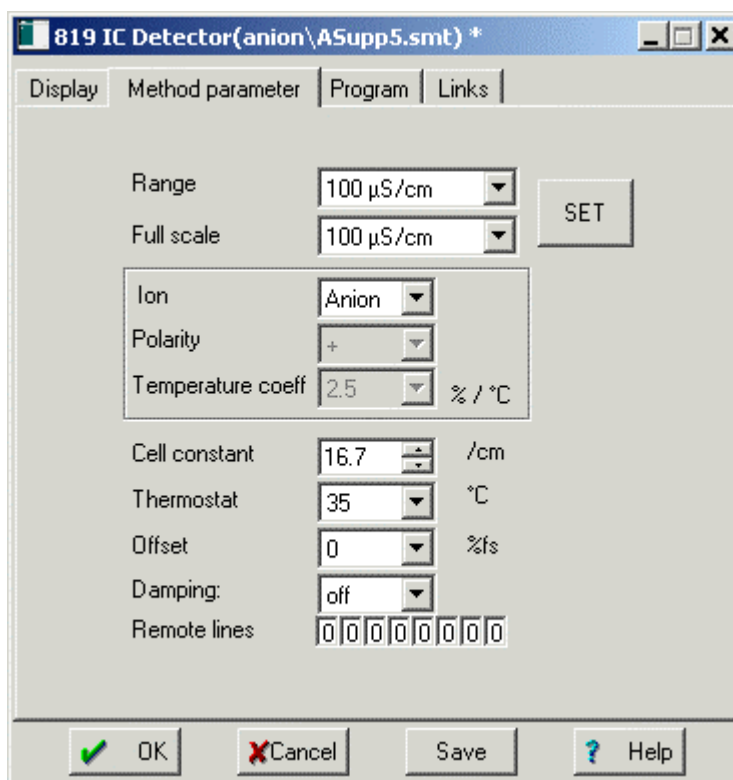 819 IC Detector(anion\ASupp5.smt) *
Display Method parameter Program Links
Range 100 µS/cm
SET
Full scale 100 µS/cm
Ion Anion
Polarity +
Temperature coeff 2.5 % / °C
Cell constant 16.7 /cm
Thermostat 35 °C
Offset 0 %fs
Damping: off
Remote lines 0 0 0 0 0 0 0 0
OK Cancel Save ? Help